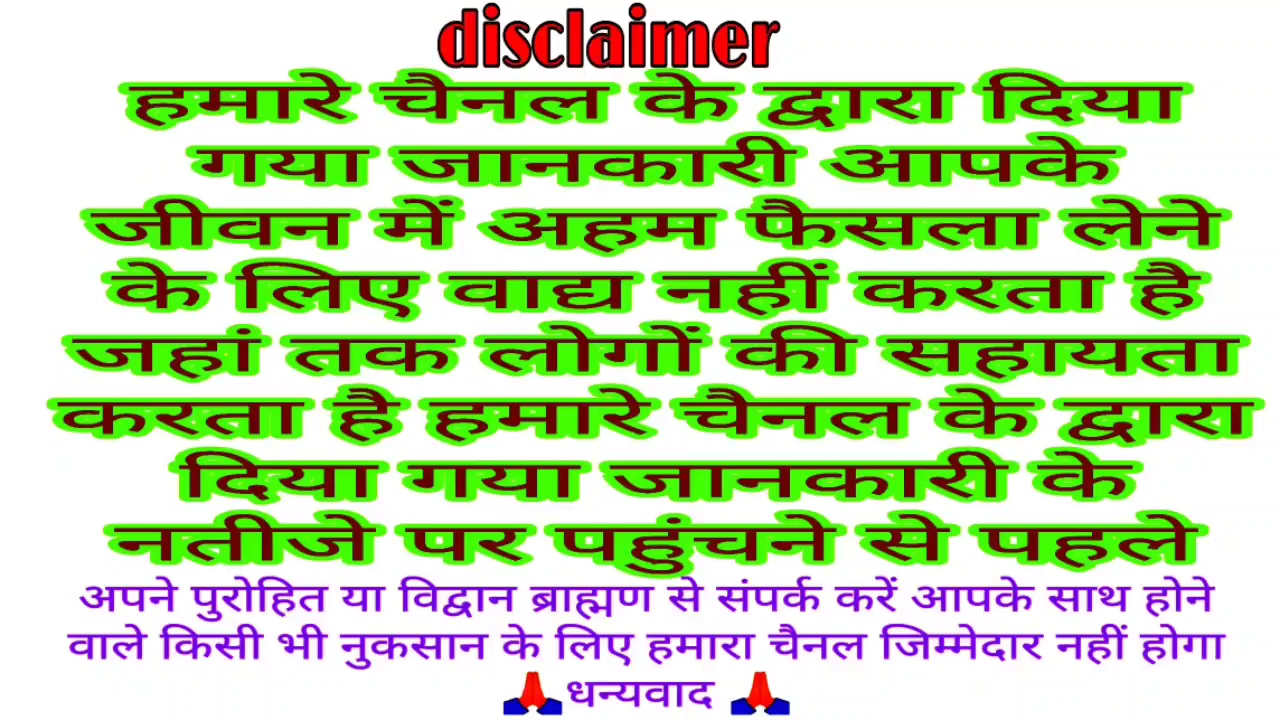 disclaimer
हमारे चैनल के द्वारा दिया
गया जानकारी आपके
जीवन में अहम फैसला लेने
के लिए वाद्य नहीं करता है
जहां तक लोगों की सहायता
करता है हमारे चैनल के द्वारा
दिया गया जानकारी के
नतीजे पर पहुंचने से पहले
अपने पुरोहित या विद्वान ब्राह्मण से संपर्क करें आपके साथ होने
वाले किसी भी नुकसान के लिए हमारा चैनल जिम्मेदार नहीं होगा
🙏धन्यवाद 🙏